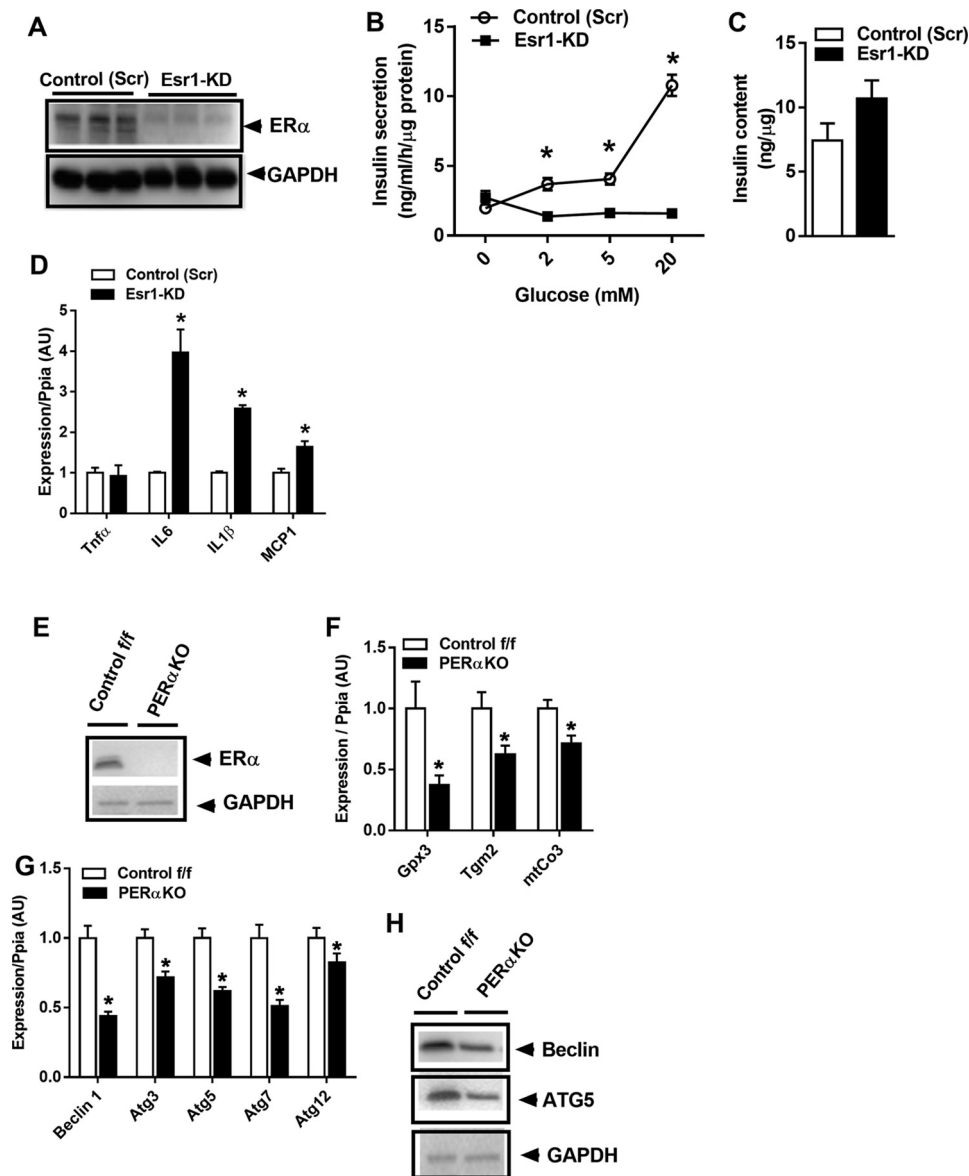 A
Control (Scr) Esr1-KD
ERα
GAPDH
B
Control (Scr)
Esr1-KD
Insulin secretion
(ng/ml/h/μg protein)
15
10
5
0
*
*
*
0 2 5 20
Glucose (mM)
C
Control (Scr)
Esr1-KD
Insulin content
(ng/μg)
15
10
5
0
D
Control (Scr)
Esr1-KD
Expression/Ppia (AU)
5
4
3
2
1
0
*
*
*
Tnfα IL6 IL1β MCP1
E
Control f/f PERαKO
ERα
GAPDH
F
Control f/f
PERαKO
Expression / Ppia (AU)
1.5
1.0
0.5
0.0
*
*
*
Gpx3 Tgm2 mtCo3
G
Control f/f
PERαKO
Expression/Ppia (AU)
1.5
1.0
0.5
0.0
*
*
*
*
*
Beclin 1 Atg3 Atg5 Atg7 Atg12
H
Control f/f PERαKO
Beclin
ATG5
GAPDH